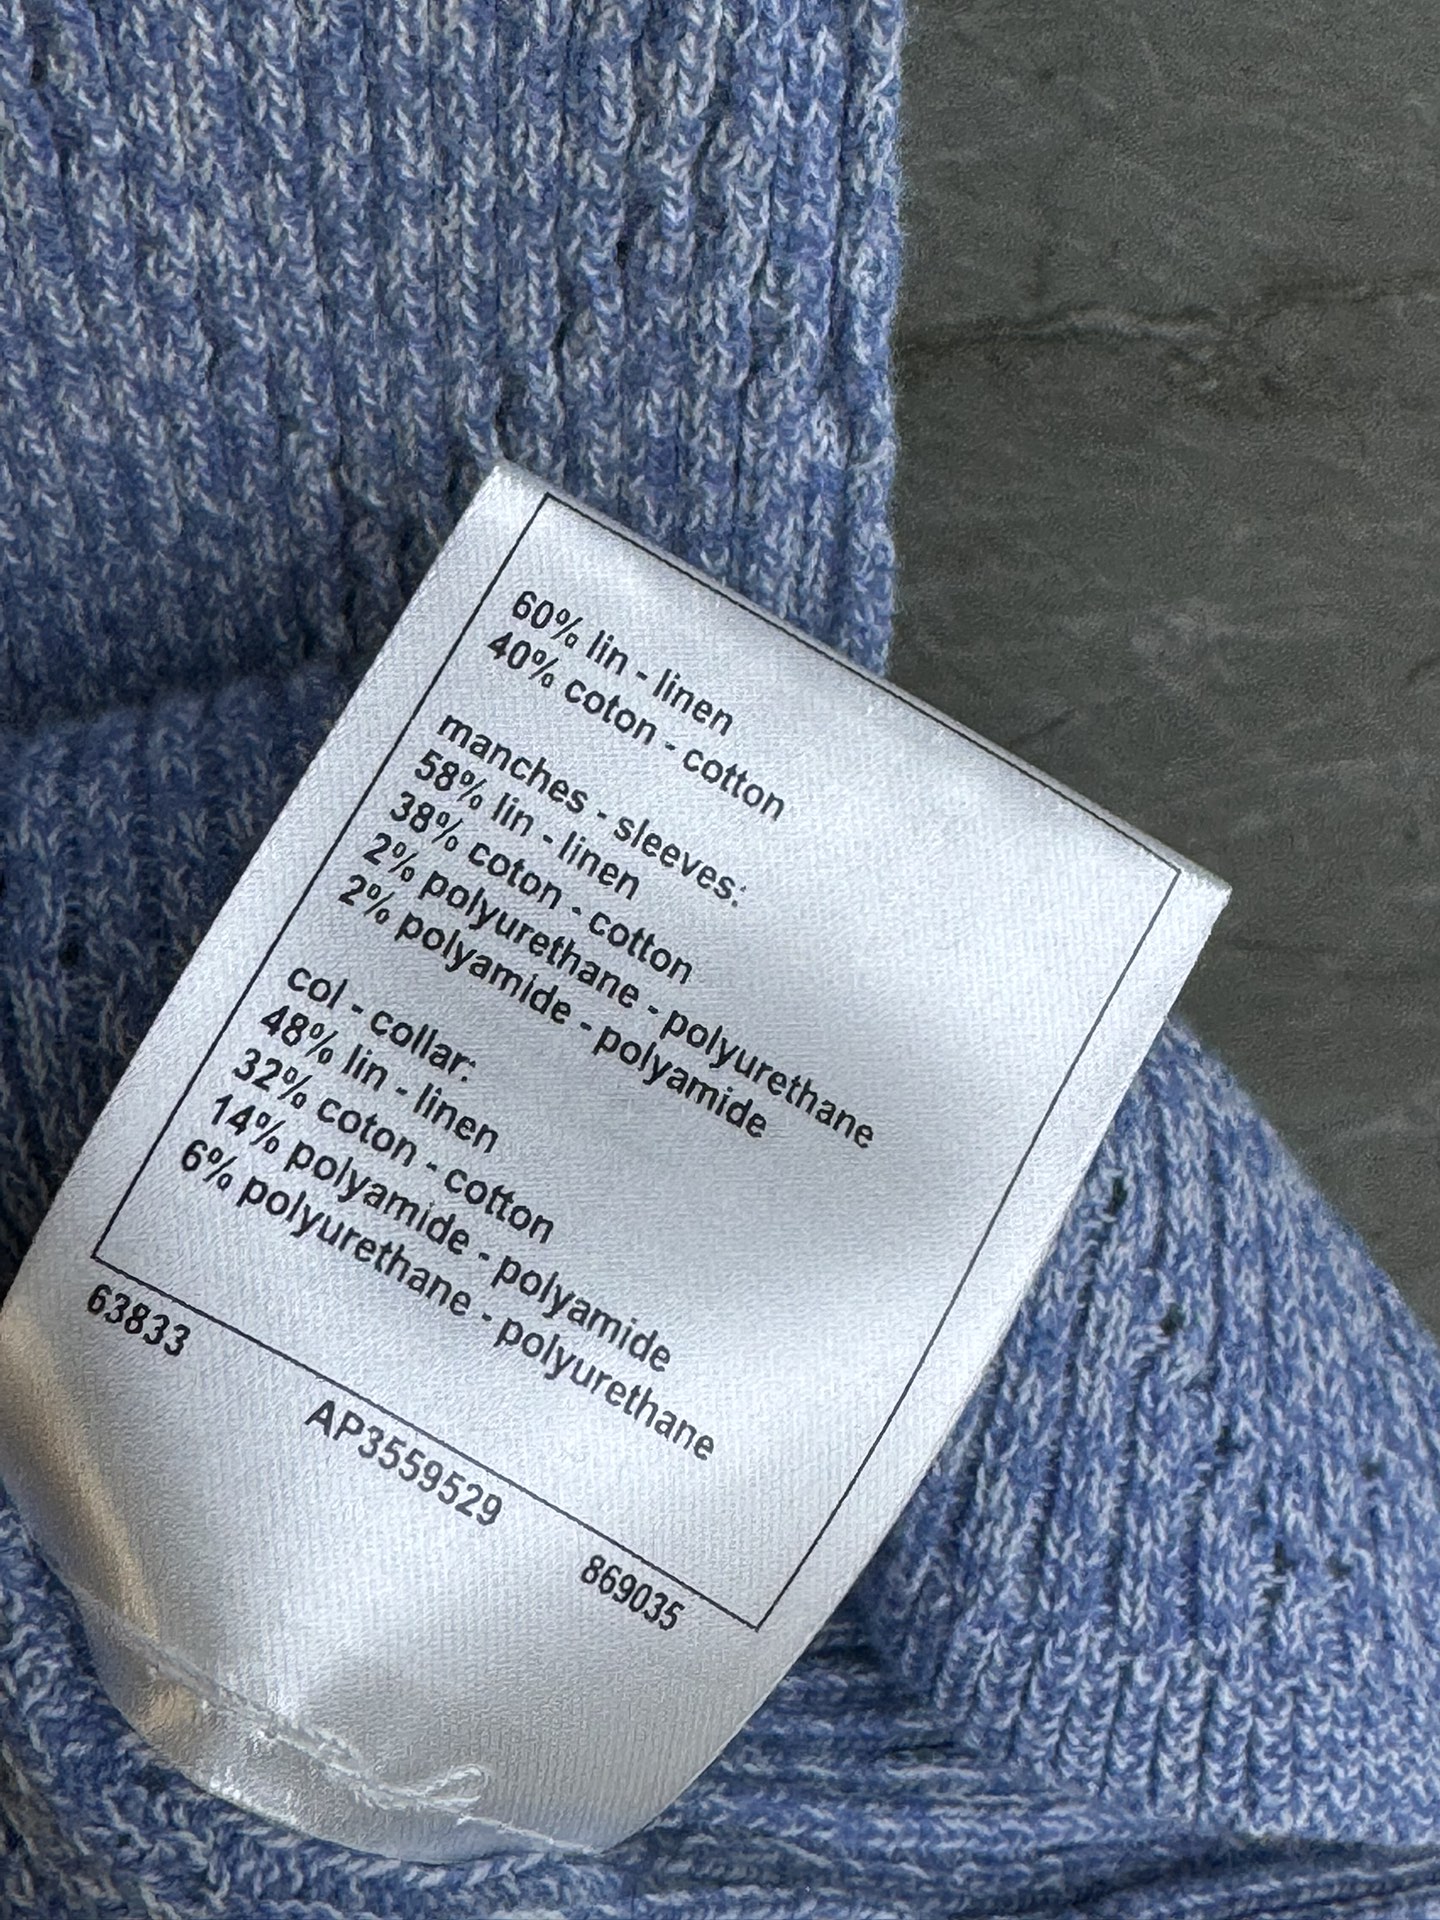 60% lin - linen
40% coton - cotton
manches - sleeves:
58% lin - linen
38% coton - cotton
2% polyurethane - polyurethane
2% polyamide - polyamide
col - collar:
48% lin - linen
32% coton - cotton
14% polyamide - polyamide
6% polyurethane - polyurethane
63833
AP3559529
869035